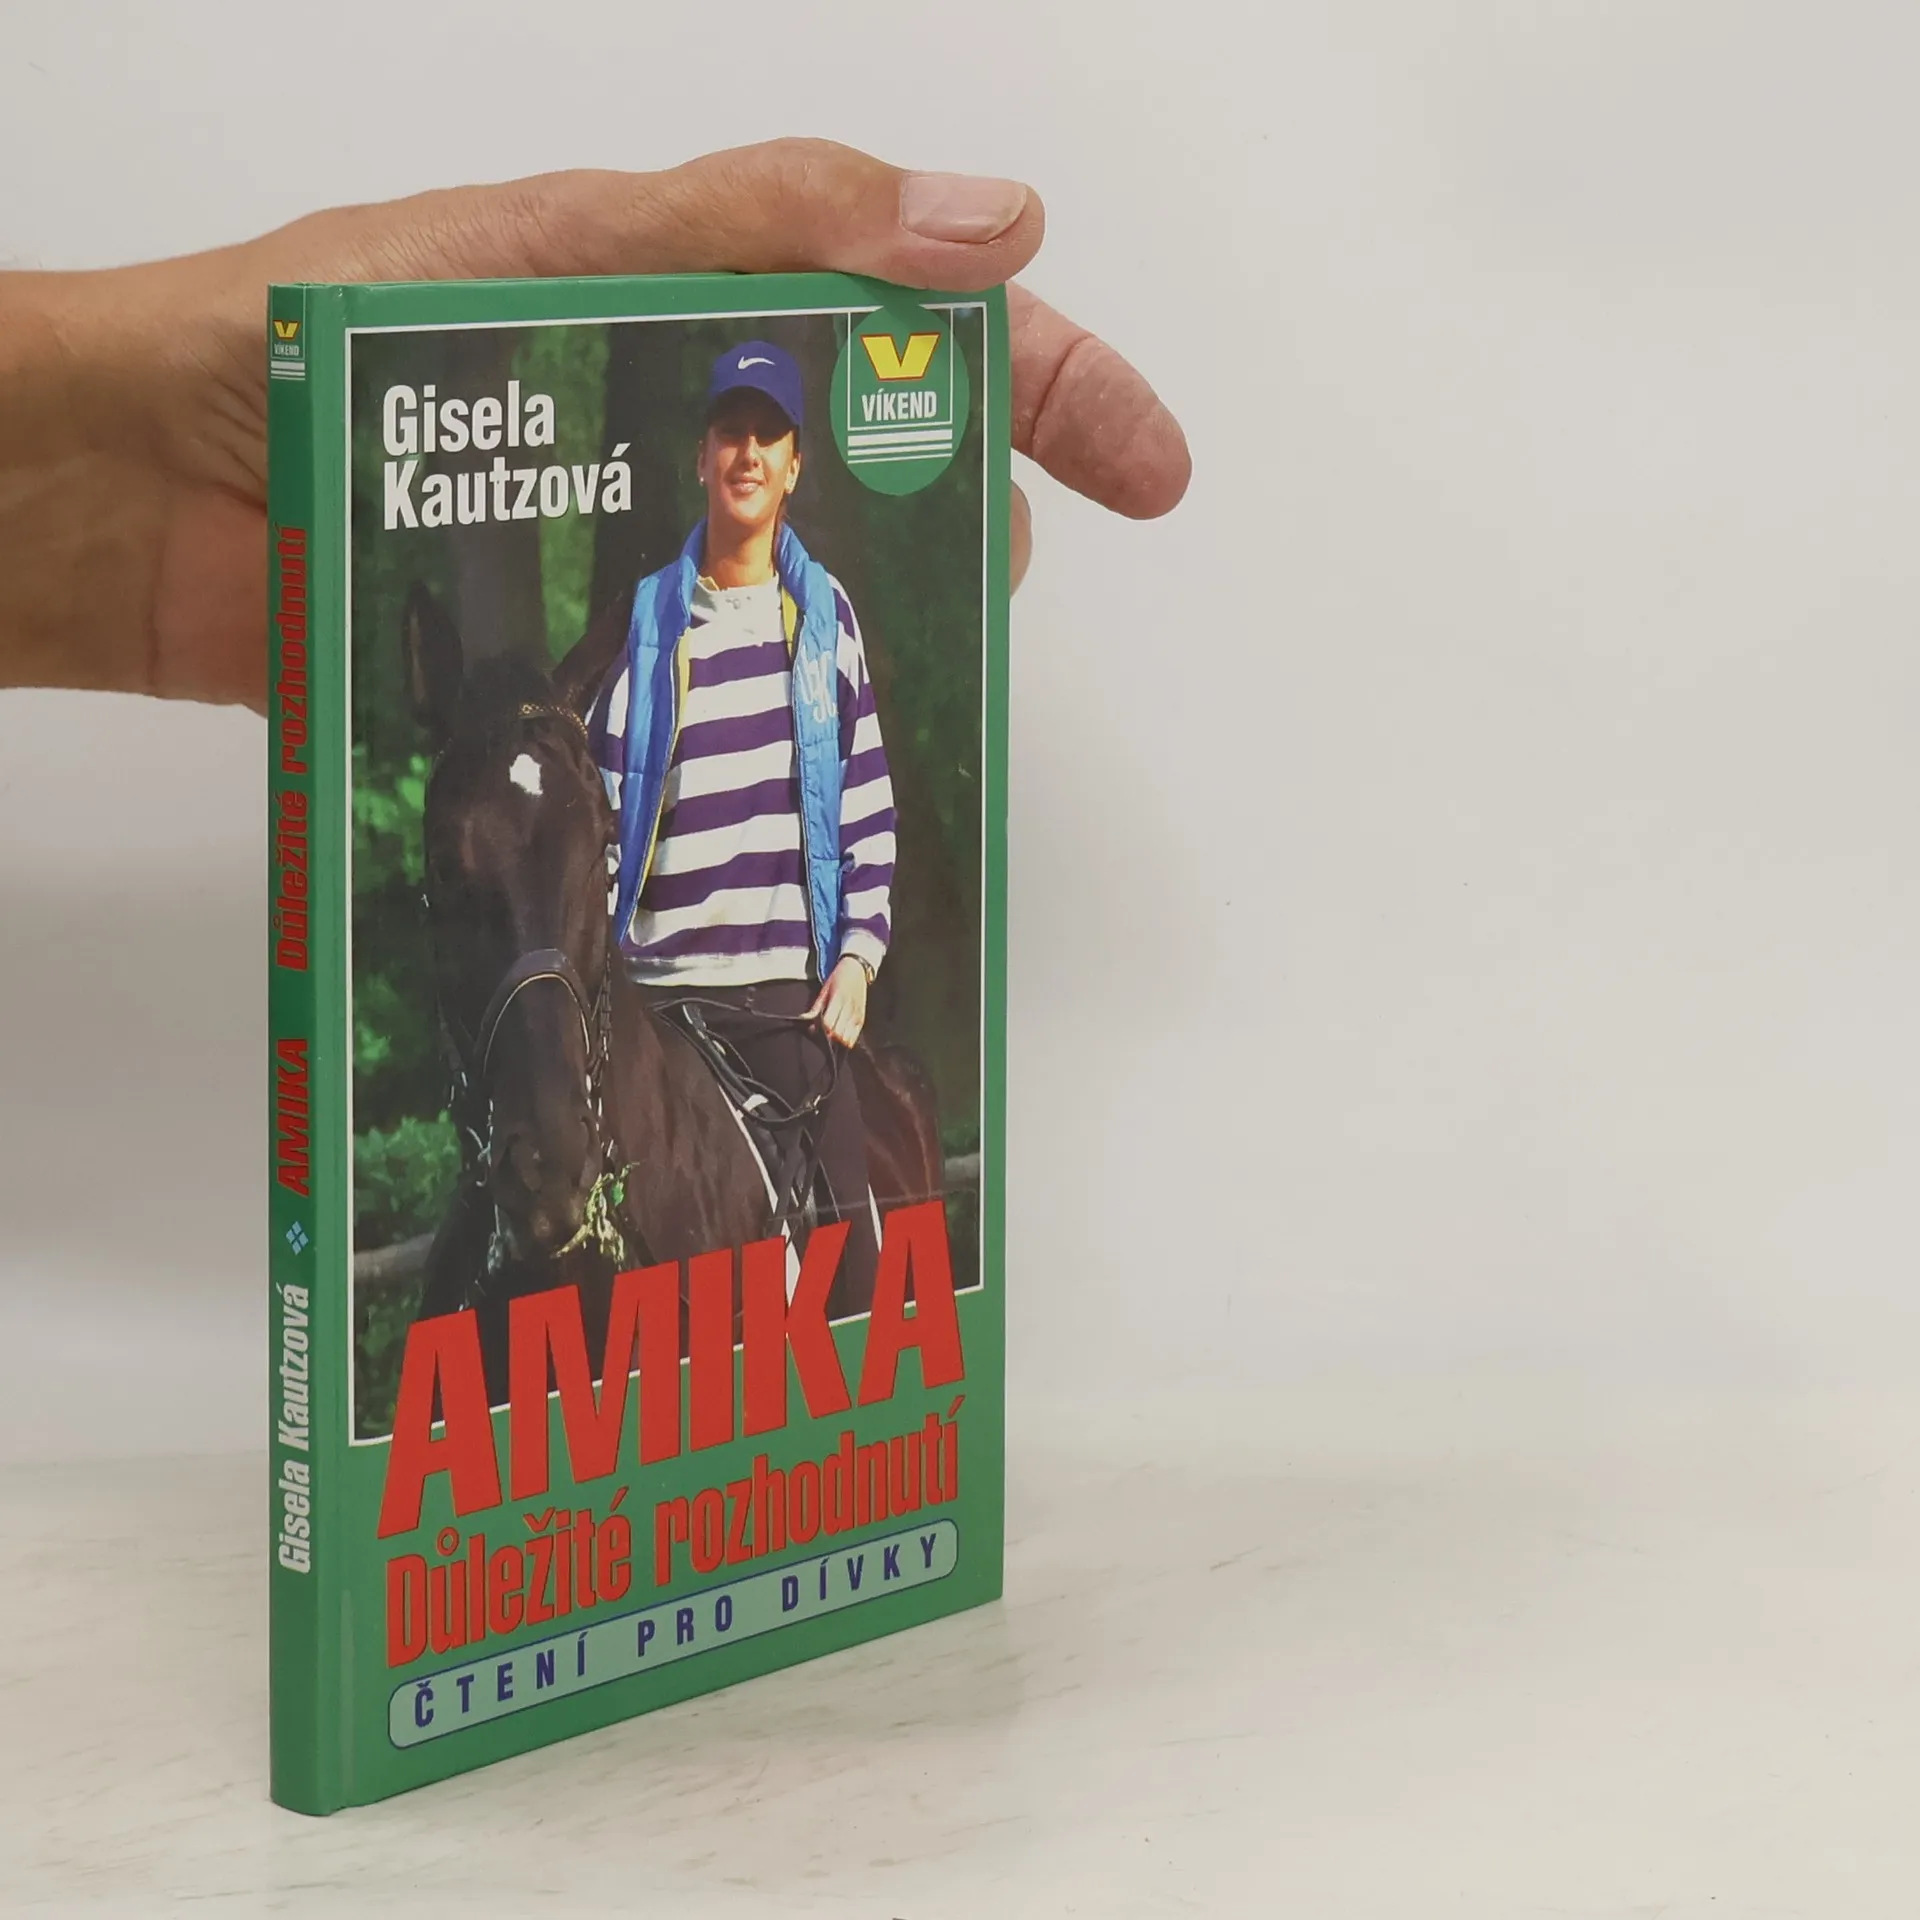 Gisela
Kautzová
V
VÍKEND
AMIKA
Důležité rozhodnutí
ČTENÍ PRO DÍVKY
Gisela Kautzová ❖ AMIKA Důležité rozhodnutí
V
VÍKEND